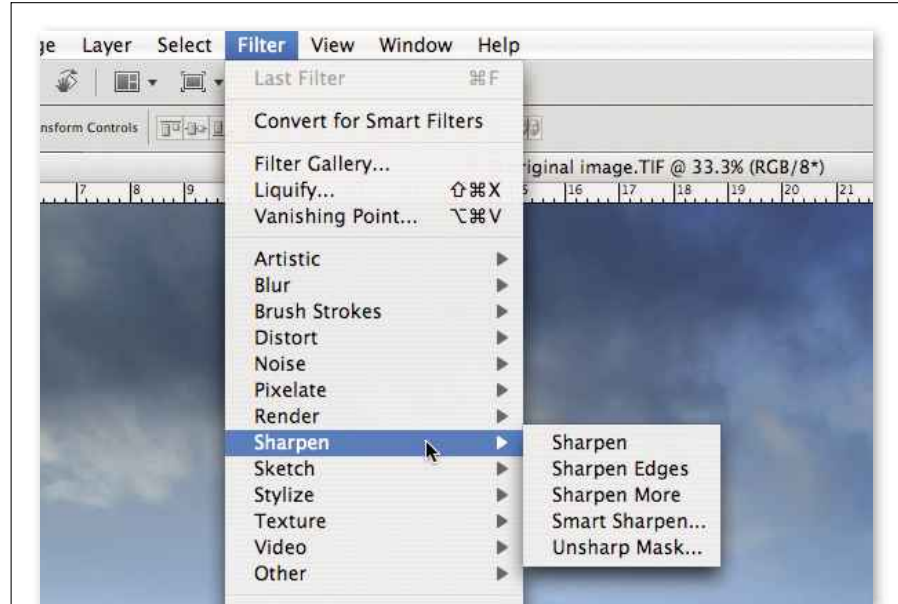 ge Layer Select Filter View Window Help
Last Filter ⌘F
nsform Controls
Convert for Smart Filters
Filter Gallery...
riginal image.TIF @ 33.3% (RGB/8*)
Liquify... ⇧⌘X
7 8 9 5 16 17 18 19 20 21
Vanishing Point... ⌥⌘V
Artistic
Blur
Brush Strokes
Distort
Noise
Pixelate
Render
Sharpen
Sketch
Stylize
Texture
Video
Other
Sharpen
Sharpen Edges
Sharpen More
Smart Sharpen...
Unsharp Mask...